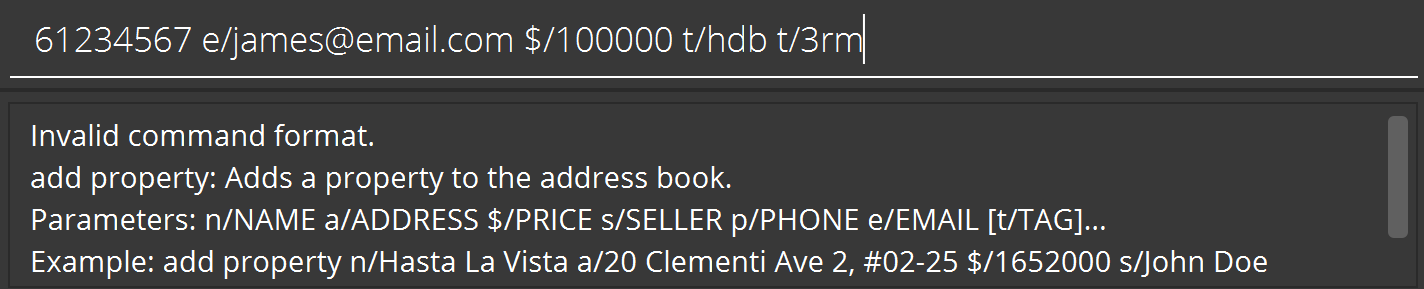 61234567 e/james@email.com $/100000 t/hdb t/3rm
Invalid command format.
add property: Adds a property to the address book.
Parameters: n/NAME a/ADDRESS $/PRICE s/SELLER p/PHONE e/EMAIL [t/TAG]...
Example: add property n/Hasta La Vista a/20 Clementi Ave 2, #02-25 $/1652000 s/John Doe